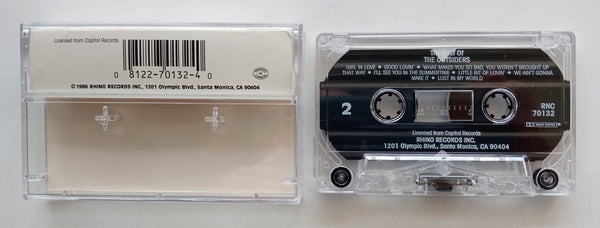 Licensed from Capitol Records.
0 8122-70132-4 0
© 1986 RHINO RECORDS INC., 1201 Olympic Blvd., Santa Monica, CA 90404
THE BEST OF
THE OUTSIDERS
GIRL IN LOVE • GOOD LOVIN' • WHAT MAKES YOU SO BAD, YOU WEREN'T BROUGHT UP
THAT WAY • I'LL SEE YOU IN THE SUMMERTIME • LITTLE BIT OF LOVIN' • WE AIN'T GONNA
MAKE IT • LOST IN MY WORLD
2
RNC
70132
Licensed from Capitol Records.
RHINO RECORDS INC.
1201 Olympic Blvd., Santa Monica, CA 90404